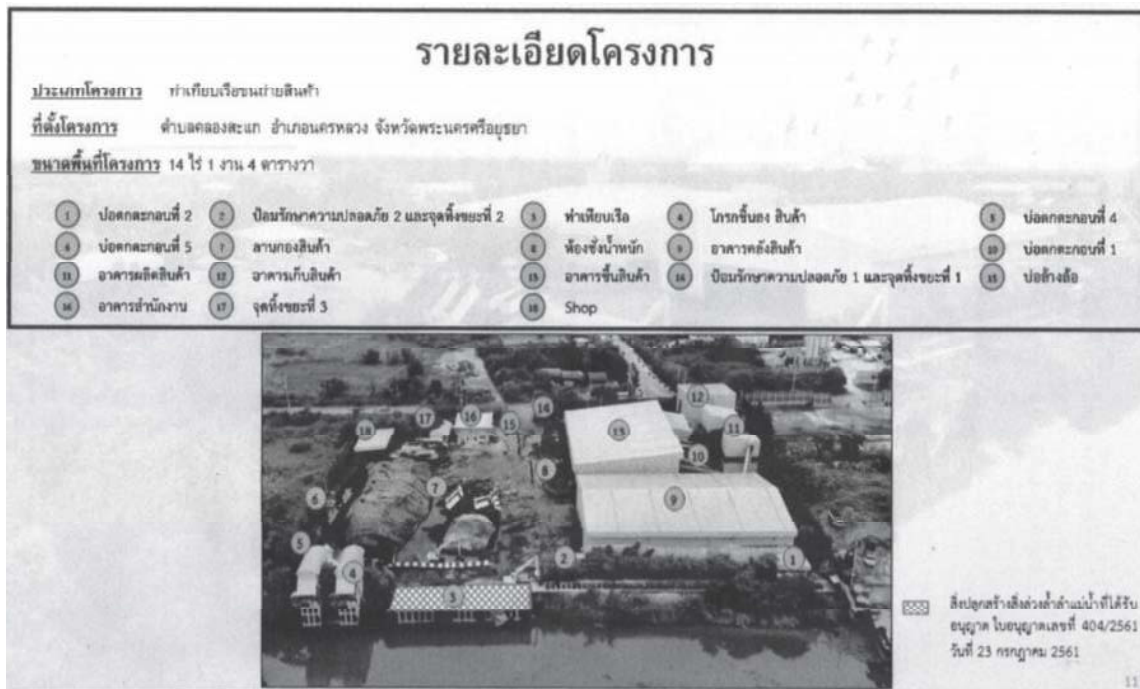 รายละเอียดโครงการ
ประเภทโครงการ ท่าเทียบเรือขนถ่ายสินค้า
ที่ตั้งโครงการ ตำบลคลองสะแก อำเภอนครหลวง จังหวัดพระนครศรีอยุธยา
ขนาดพื้นที่โครงการ 14 ไร่ 1 งาน 4 ตารางวา
1 บ่อตกตะกอนที่ 2 2 ป้อมรักษาความปลอดภัย 2 และจุดทิ้งขยะที่ 2 3 ท่าเทียบเรือ 4 โกรกขึ้นลง สินค้า 5 บ่อตกตะกอนที่ 4
6 บ่อตกตะกอนที่ 5 7 ลานกองสินค้า 8 ห้องชั่งน้ำหนัก 9 อาคารคลังสินค้า 10 บ่อตกตะกอนที่ 1
11 อาคารผลิตสินค้า 12 อาคารเก็บสินค้า 13 อาคารขึ้นสินค้า 14 ป้อมรักษาความปลอดภัย 1 และจุดทิ้งขยะที่ 1 15 บ่อล้างล้อ
16 อาคารสำนักงาน 17 จุดทิ้งขยะที่ 3 18 Shop
12
14
17 16
18 15 13 11
10
8
6 7 9
5
4 2 1
3
สิ่งปลูกสร้างสิ่งล่วงล้ำลำแม่น้ำที่ได้รับ
อนุญาต ใบอนุญาตเลขที่ 404/2561
วันที่ 23 กรกฎาคม 2561
11